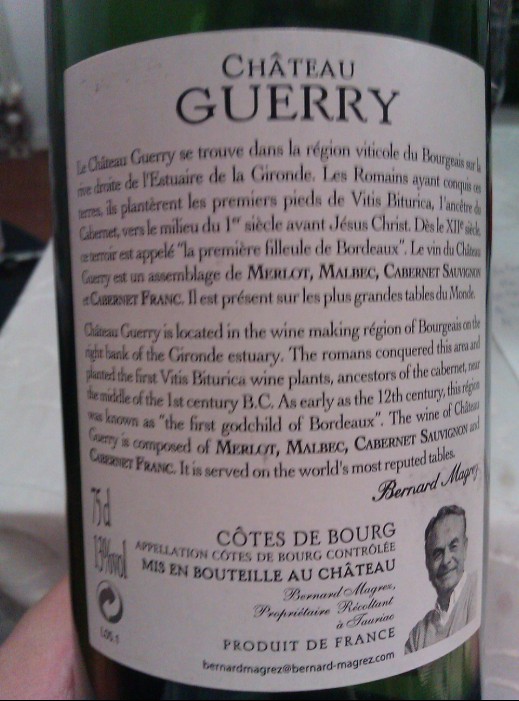 CHÂTEAU
GUERRY
Le Château Guerry se trouve dans la région viticole du Bourgeais sur la
rive droite de l'Estuaire de la Gironde. Les Romains ayant conquis ces
terres, ils plantèrent les premiers pieds de Vitis Biturica, l'ancêtre du
Cabernet, vers le milieu du 1er siècle avant Jésus Christ. Dès le XIIe siècle,
ce terroir est appelé "la première filleule de Bordeaux". Le vin du Château
Guerry est un assemblage de MERLOT, MALBEC, CABERNET SAUVIGNON
et CABERNET FRANC. Il est présent sur les plus grandes tables du Monde.
Château Guerry is located in the wine making région of Bourgeais on the
right bank of the Gironde estuary. The romans conquered this area and
planted the first Vitis Biturica wine plants, ancestors of the cabernet, near
the middle of the 1st century B.C. As early as the 12th century, this région
was known as "the first godchild of Bordeaux". The wine of Château
Guerry is composed of MERLOT, MALBEC, CABERNET SAUVIGNON and
CABERNET FRANC. It is served on the world's most reputed tables.
Bernard Magrez
75cl
13%vol
CÔTES DE BOURG
APPELLATION CÔTES DE BOURG CONTRÔLÉE
MIS EN BOUTEILLE AU CHÂTEAU
Bernard Magrez,
Propriétaire Récoltant
à Tauriac
PRODUIT DE FRANCE
bernardmagrez@bernard-magrez.com